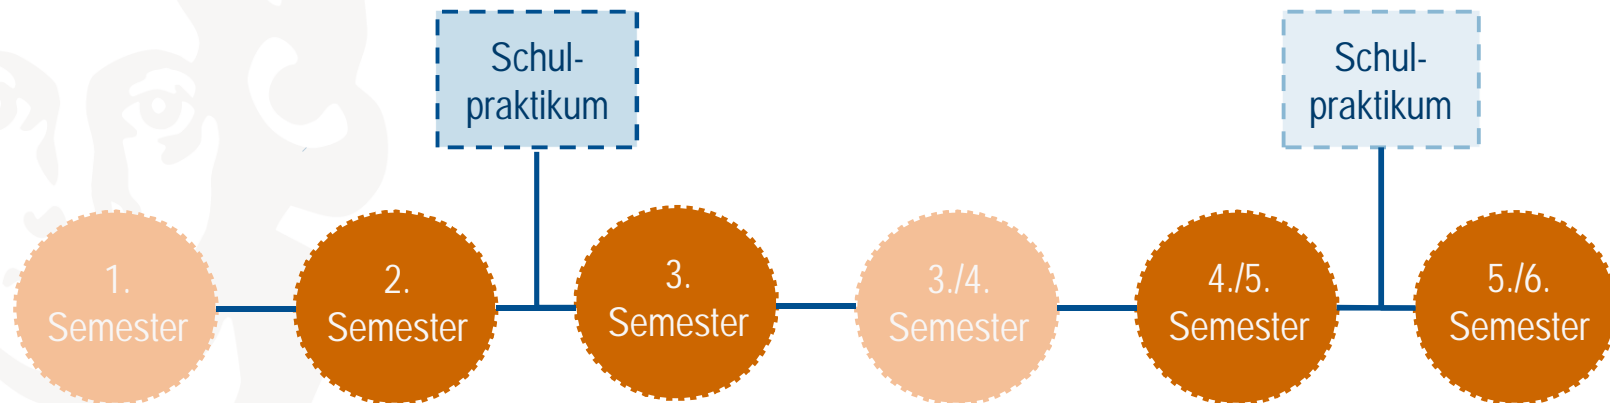 Schul-
praktikum
Schul-
praktikum
1.
Semester
2.
Semester
3.
Semester
3./4.
Semester
4./5.
Semester
5./6.
Semester